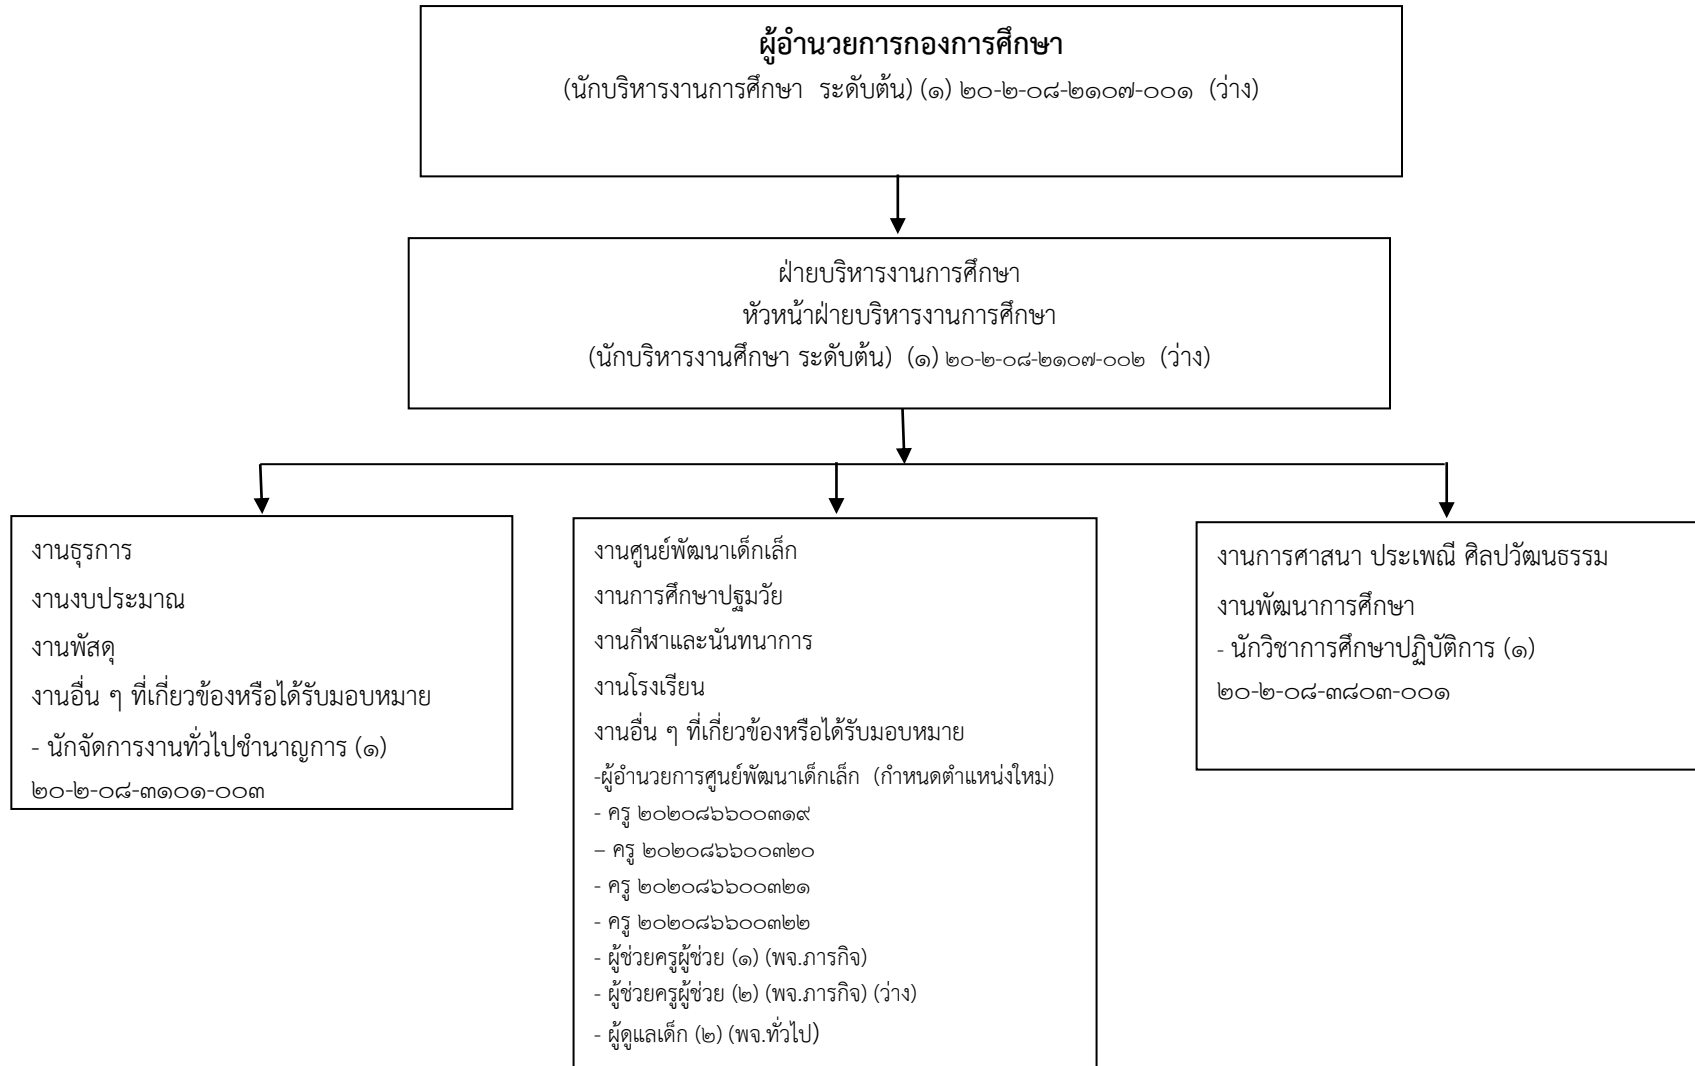 ผู้อำนวยการกองการศึกษา
(นักบริหารงานการศึกษา ระดับต้น) (๑) ๒๐-๒-๐๘-๒๑๐๗-๐๐๑ (ว่าง)
ฝ่ายบริหารงานการศึกษา
หัวหน้าฝ่ายบริหารงานการศึกษา
(นักบริหารงานศึกษา ระดับต้น) (๑) ๒๐-๒-๐๘-๒๑๐๗-๐๐๒ (ว่าง)
งานธุรการ
งานงบประมาณ
งานพัสดุ
งานอื่น ๆ ที่เกี่ยวข้องหรือได้รับมอบหมาย
- นักจัดการงานทั่วไปชำนาญการ (๑)
๒๐-๒-๐๘-๓๑๐๑-๐๐๓
งานศูนย์พัฒนาเด็กเล็ก
งานการศึกษาปฐมวัย
งานกีฬาและนันทนาการ
งานโรงเรียน
งานอื่น ๆ ที่เกี่ยวข้องหรือได้รับมอบหมาย
-ผู้อำนวยการศูนย์พัฒนาเด็กเล็ก (กำหนดตำแหน่งใหม่)
- ครู ๒๐๒๐๘๖๖๐๐๓๑๙
– ครู ๒๐๒๐๘๖๖๐๐๓๒๐
- ครู ๒๐๒๐๘๖๖๐๐๓๒๑
- ครู ๒๐๒๐๘๖๖๐๐๓๒๒
- ผู้ช่วยครูผู้ช่วย (๑) (พจ.ภารกิจ)
- ผู้ช่วยครูผู้ช่วย (๒) (พจ.ภารกิจ) (ว่าง)
- ผู้ดูแลเด็ก (๒) (พจ.ทั่วไป)
งานการศาสนา ประเพณี ศิลปวัฒนธรรม
งานพัฒนาการศึกษา
- นักวิชาการศึกษาปฏิบัติการ (๑)
๒๐-๒-๐๘-๓๘๐๓-๐๐๑